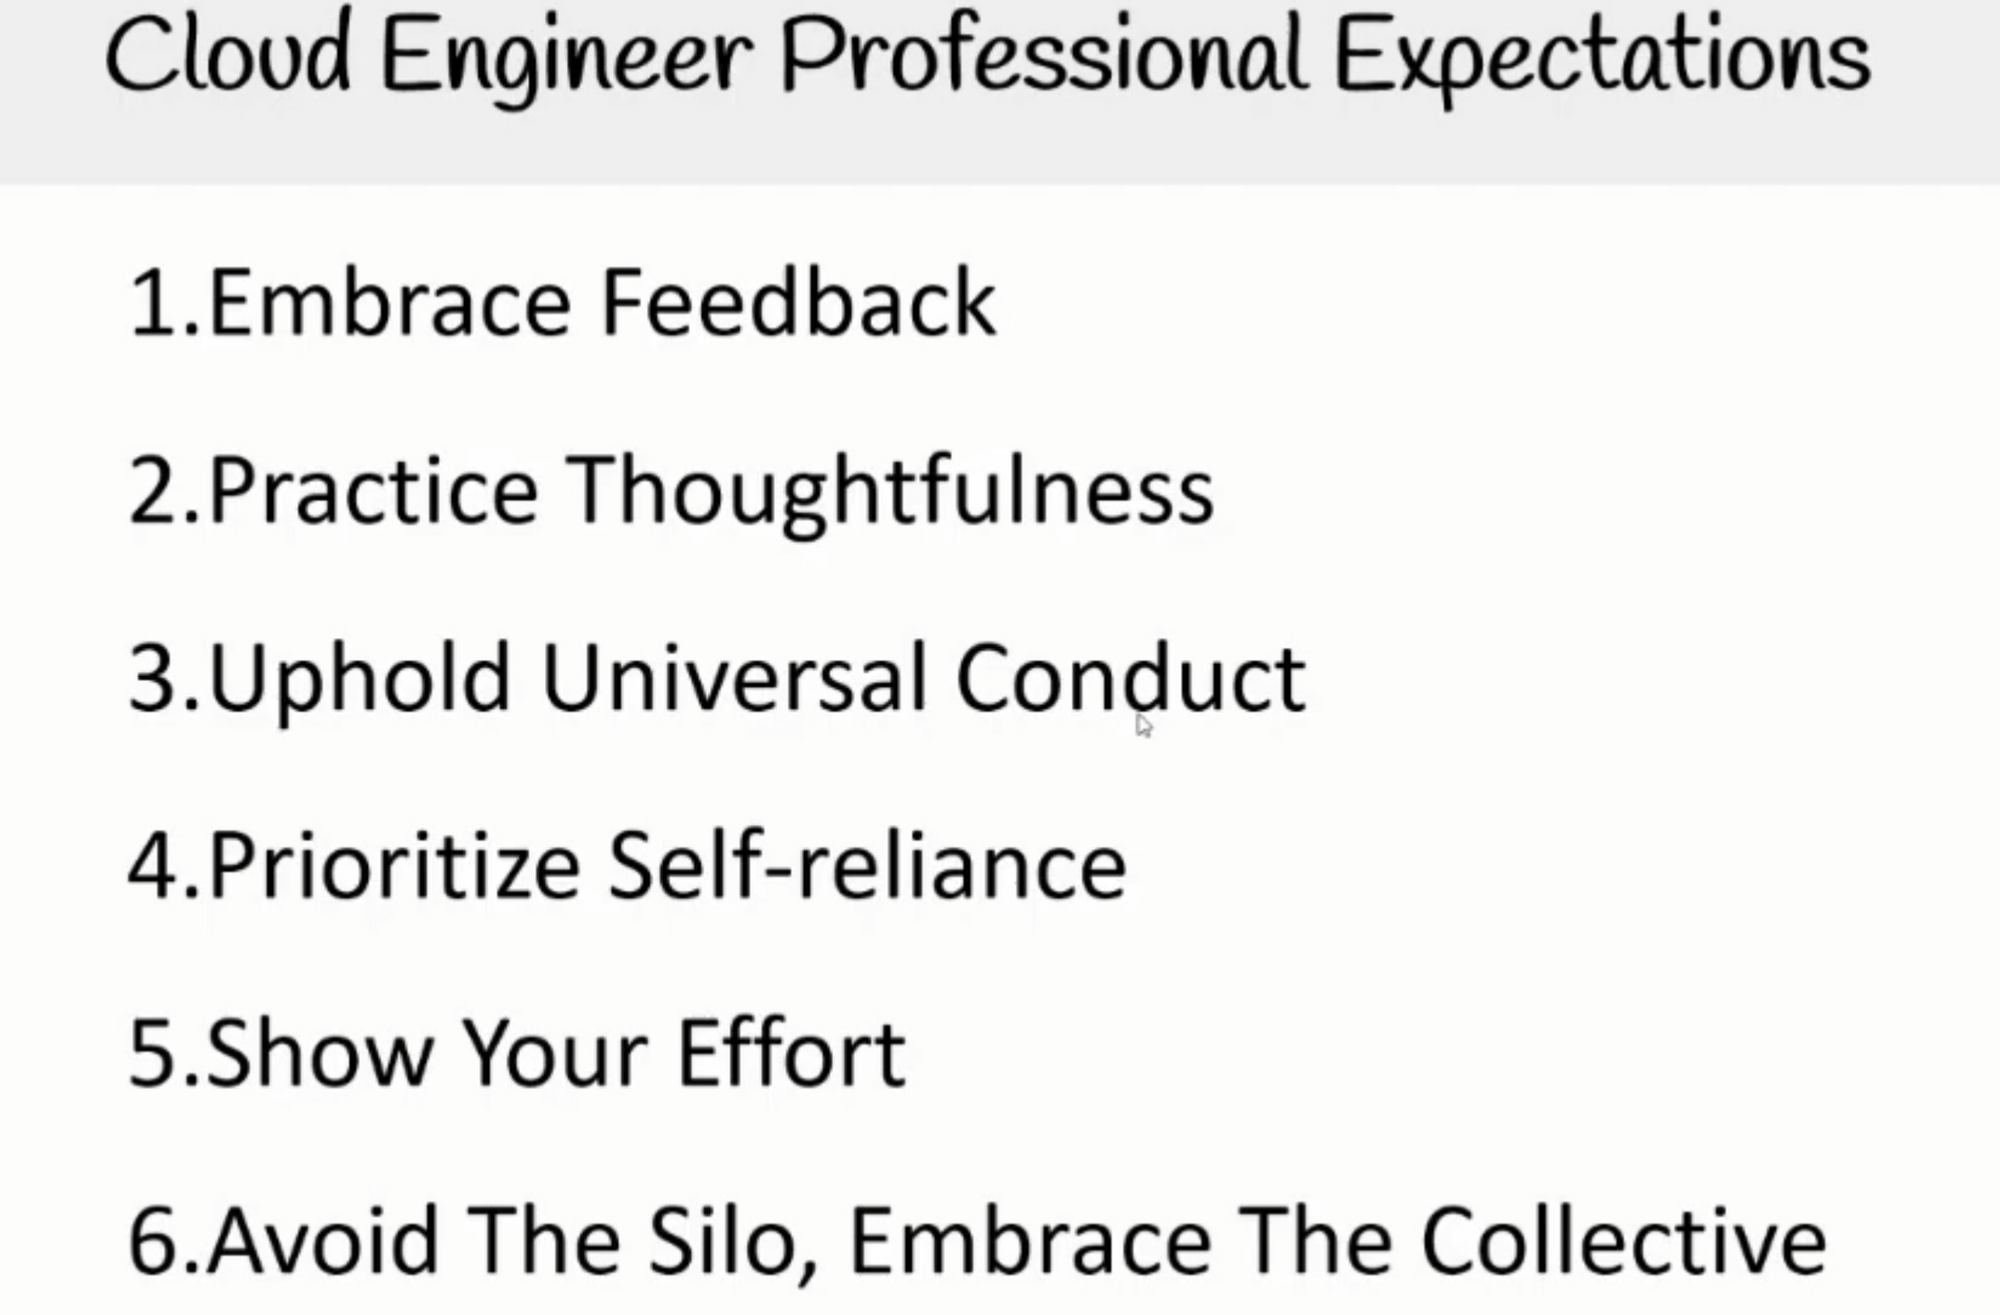 Cloud Engineer Professional Expectations
1.Embrace Feedback
2.Practice Thoughtfulness
3.Uphold Universal Conduct
4.Prioritize Self-reliance
5.Show Your Effort
6.Avoid The Silo, Embrace The Collective